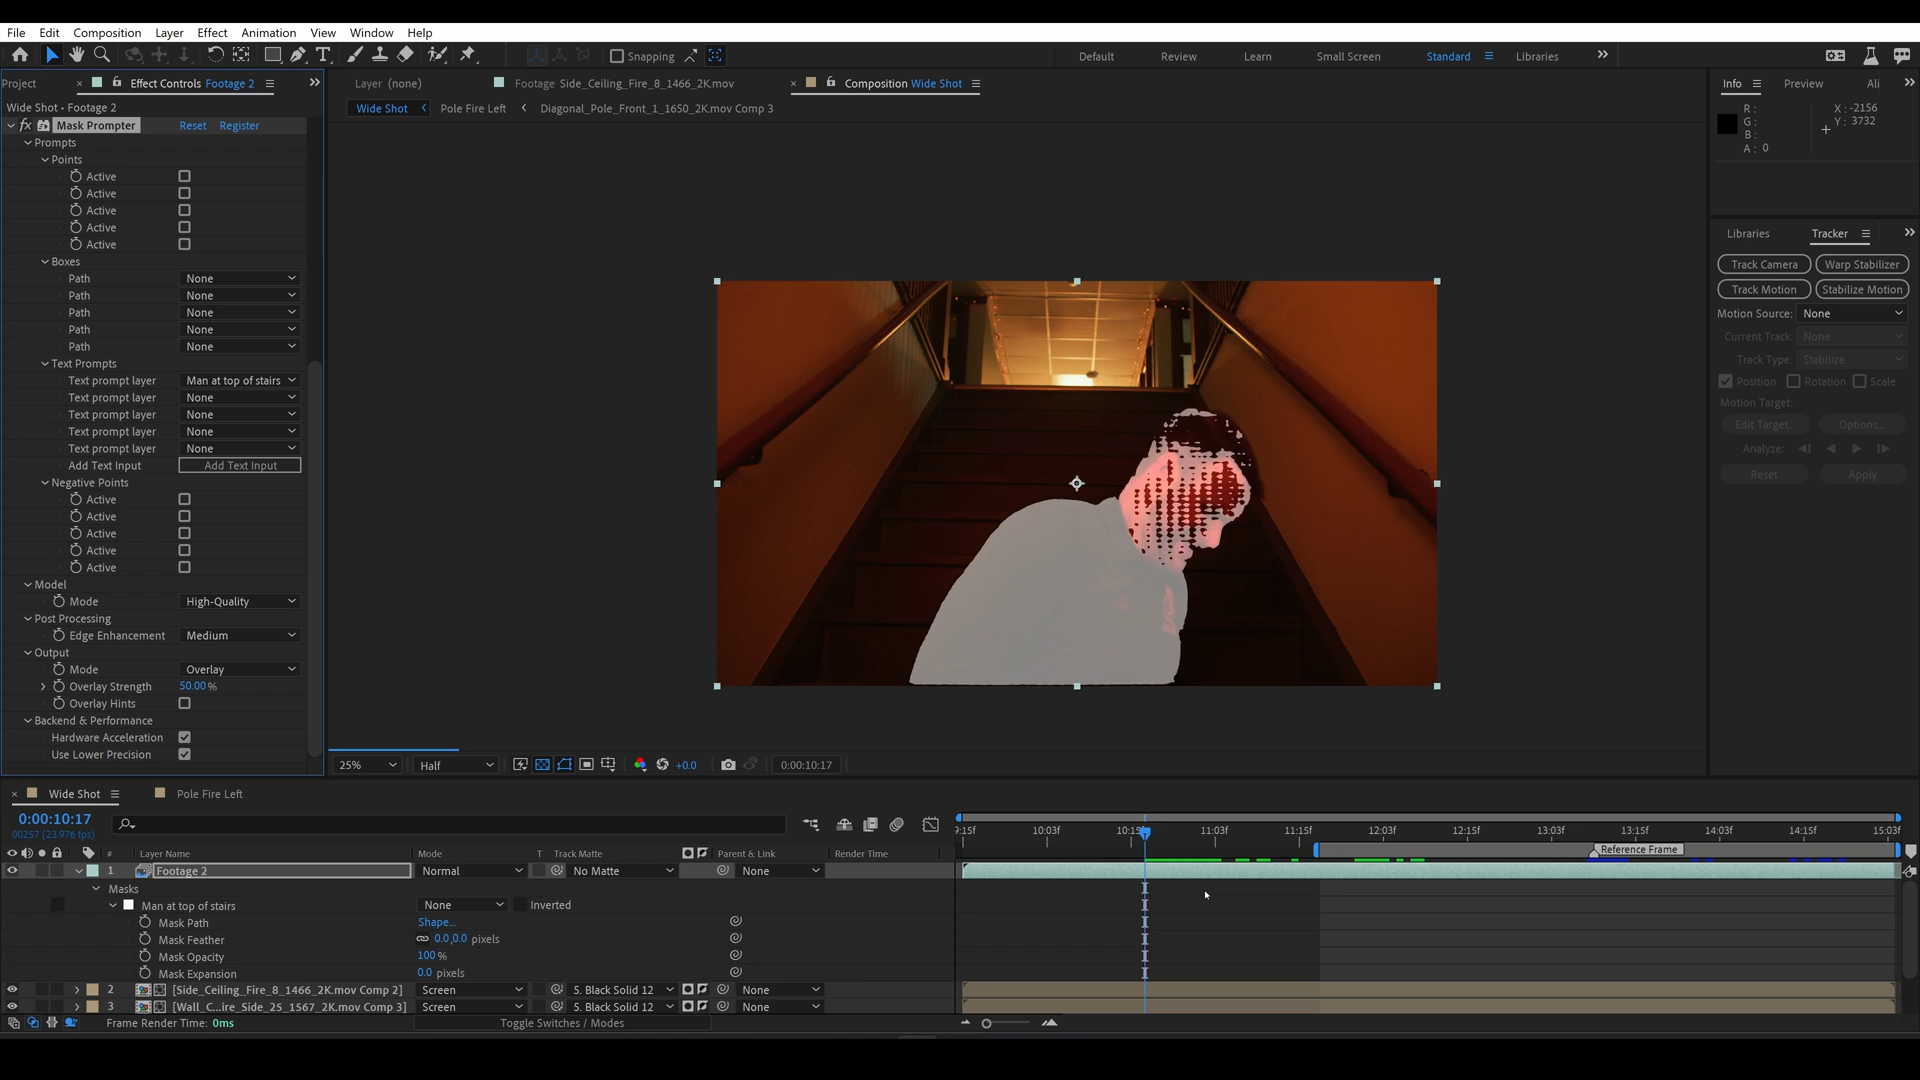 File Edit Composition Layer Effect Animation View Window Help
Snapping
Default Review Learn Small Screen Standard Libraries
Project Effect Controls Footage 2
Layer (none) Footage Side_Ceiling_Fire_8_1466_2K.mov Composition Wide Shot
Info Preview Ali
Wide Shot • Footage 2
Wide Shot Pole Fire Left Diagonal_Pole_Front_1_1650_2K.mov Comp 3
R :
G :
B :
A : 0
X : -2156
Y : 3732
fx Mask Prompter Reset Register
Prompts
Points
Active
Active
Active
Active
Active
Boxes
Path None
Path None
Path None
Path None
Path None
Text Prompts
Text prompt layer Man at top of stairs
Text prompt layer None
Text prompt layer None
Text prompt layer None
Text prompt layer None
Add Text Input Add Text Input
Negative Points
Active
Active
Active
Active
Active
Model
Mode High-Quality
Post Processing
Edge Enhancement Medium
Output
Mode Overlay
Overlay Strength 50.00 %
Overlay Hints
Backend & Performance
Hardware Acceleration
Use Lower Precision
Libraries Tracker
Track Camera Warp Stabilizer
Track Motion Stabilize Motion
Motion Source: None
Current Track: None
Track Type: Stabilize
Position Rotation Scale
Motion Target:
Edit Target... Options...
Analyze:
Reset Apply
25% Half +0.0 0:00:10:17
Wide Shot Pole Fire Left
0:00:10:17
00257 (23.976 fps)
9:15f 10:03f 10:15f 11:03f 11:15f 12:03f 12:15f 13:03f 13:15f 14:03f 14:15f 15:03f
# Layer Name Mode T Track Matte Parent & Link Render Time
Reference Frame
1 Footage 2 Normal No Matte None
Masks
Man at top of stairs None Inverted
Mask Path Shape...
Mask Feather 0.0,0.0 pixels
Mask Opacity 100 %
Mask Expansion 0.0 pixels
2 [Side_Ceiling_Fire_8_1466_2K.mov Comp 2] Screen 5. Black Solid 12 None
3 [Wall_C...ire_Side_25_1567_2K.mov Comp 3] Screen 5. Black Solid 12 None
Frame Render Time: 0ms Toggle Switches / Modes